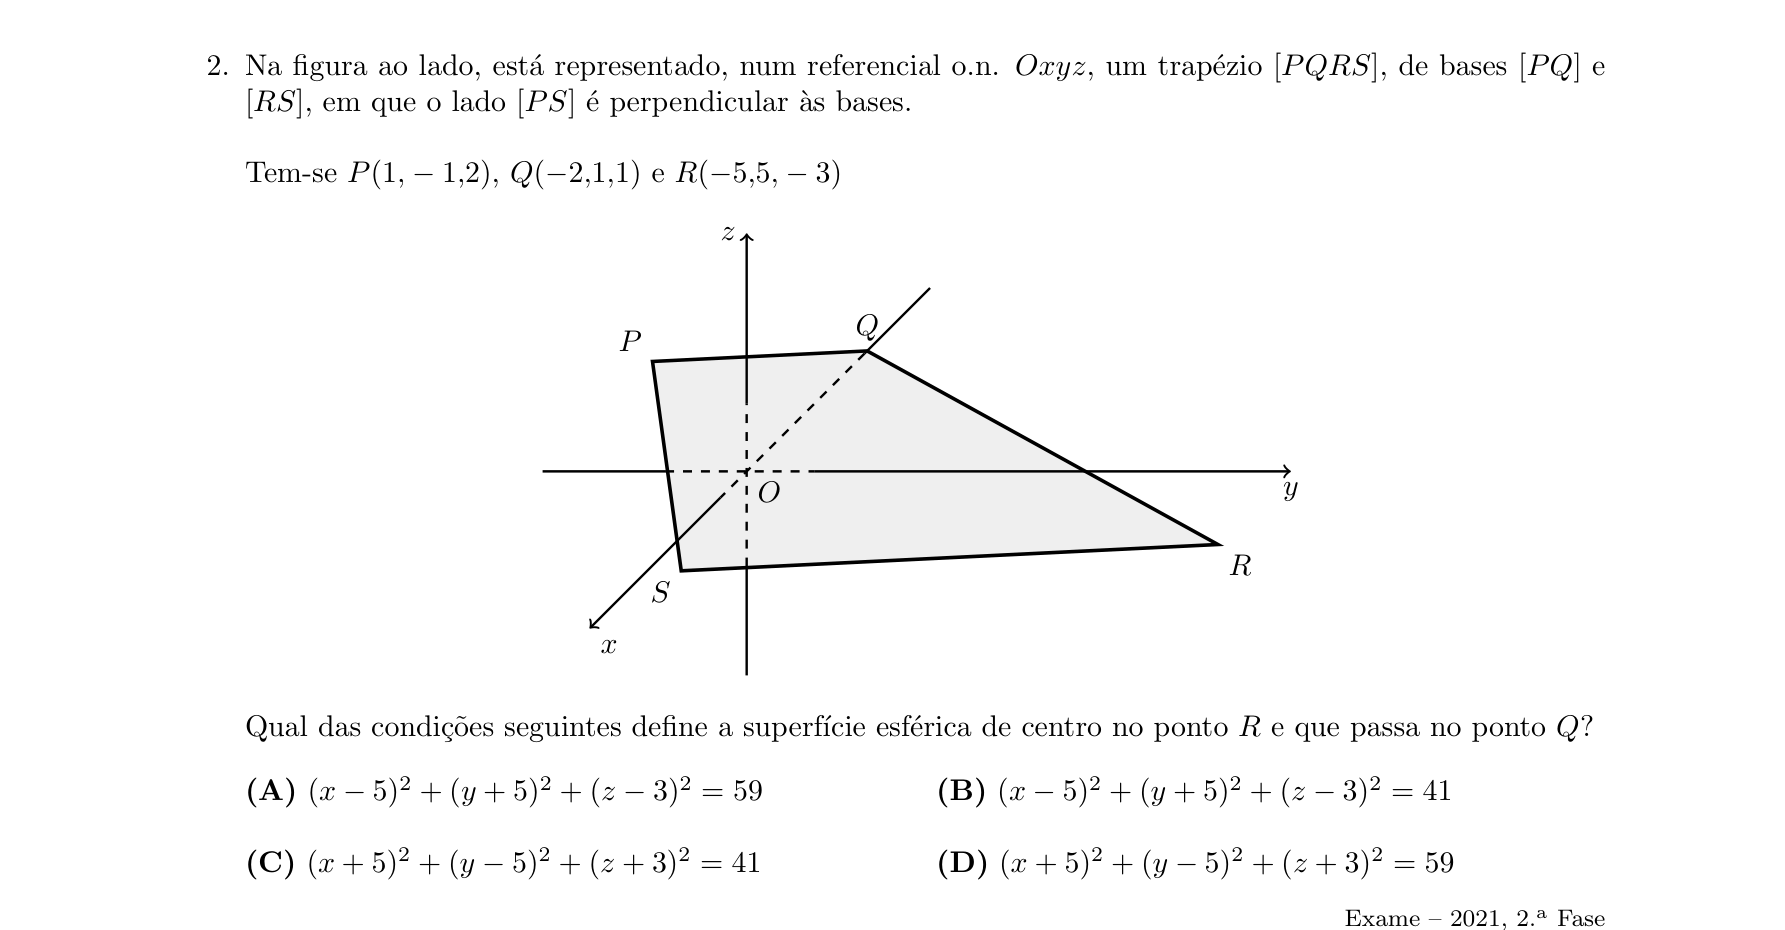 2. Na figura ao lado, está representado, num referencial o.n. Oxyz, um trapézio [PQRS], de bases [PQ] e
[RS], em que o lado [PS] é perpendicular às bases.
Tem-se P(1, − 1,2), Q(−2,1,1) e R(−5,5, − 3)
z
Q
P
O
y
R
S
x
Qual das condições seguintes define a superfície esférica de centro no ponto R e que passa no ponto Q?
(A) (x − 5)² + (y + 5)² + (z − 3)² = 59
(B) (x − 5)² + (y + 5)² + (z − 3)² = 41
(C) (x + 5)² + (y − 5)² + (z + 3)² = 41
(D) (x + 5)² + (y − 5)² + (z + 3)² = 59
Exame – 2021, 2.ª Fase